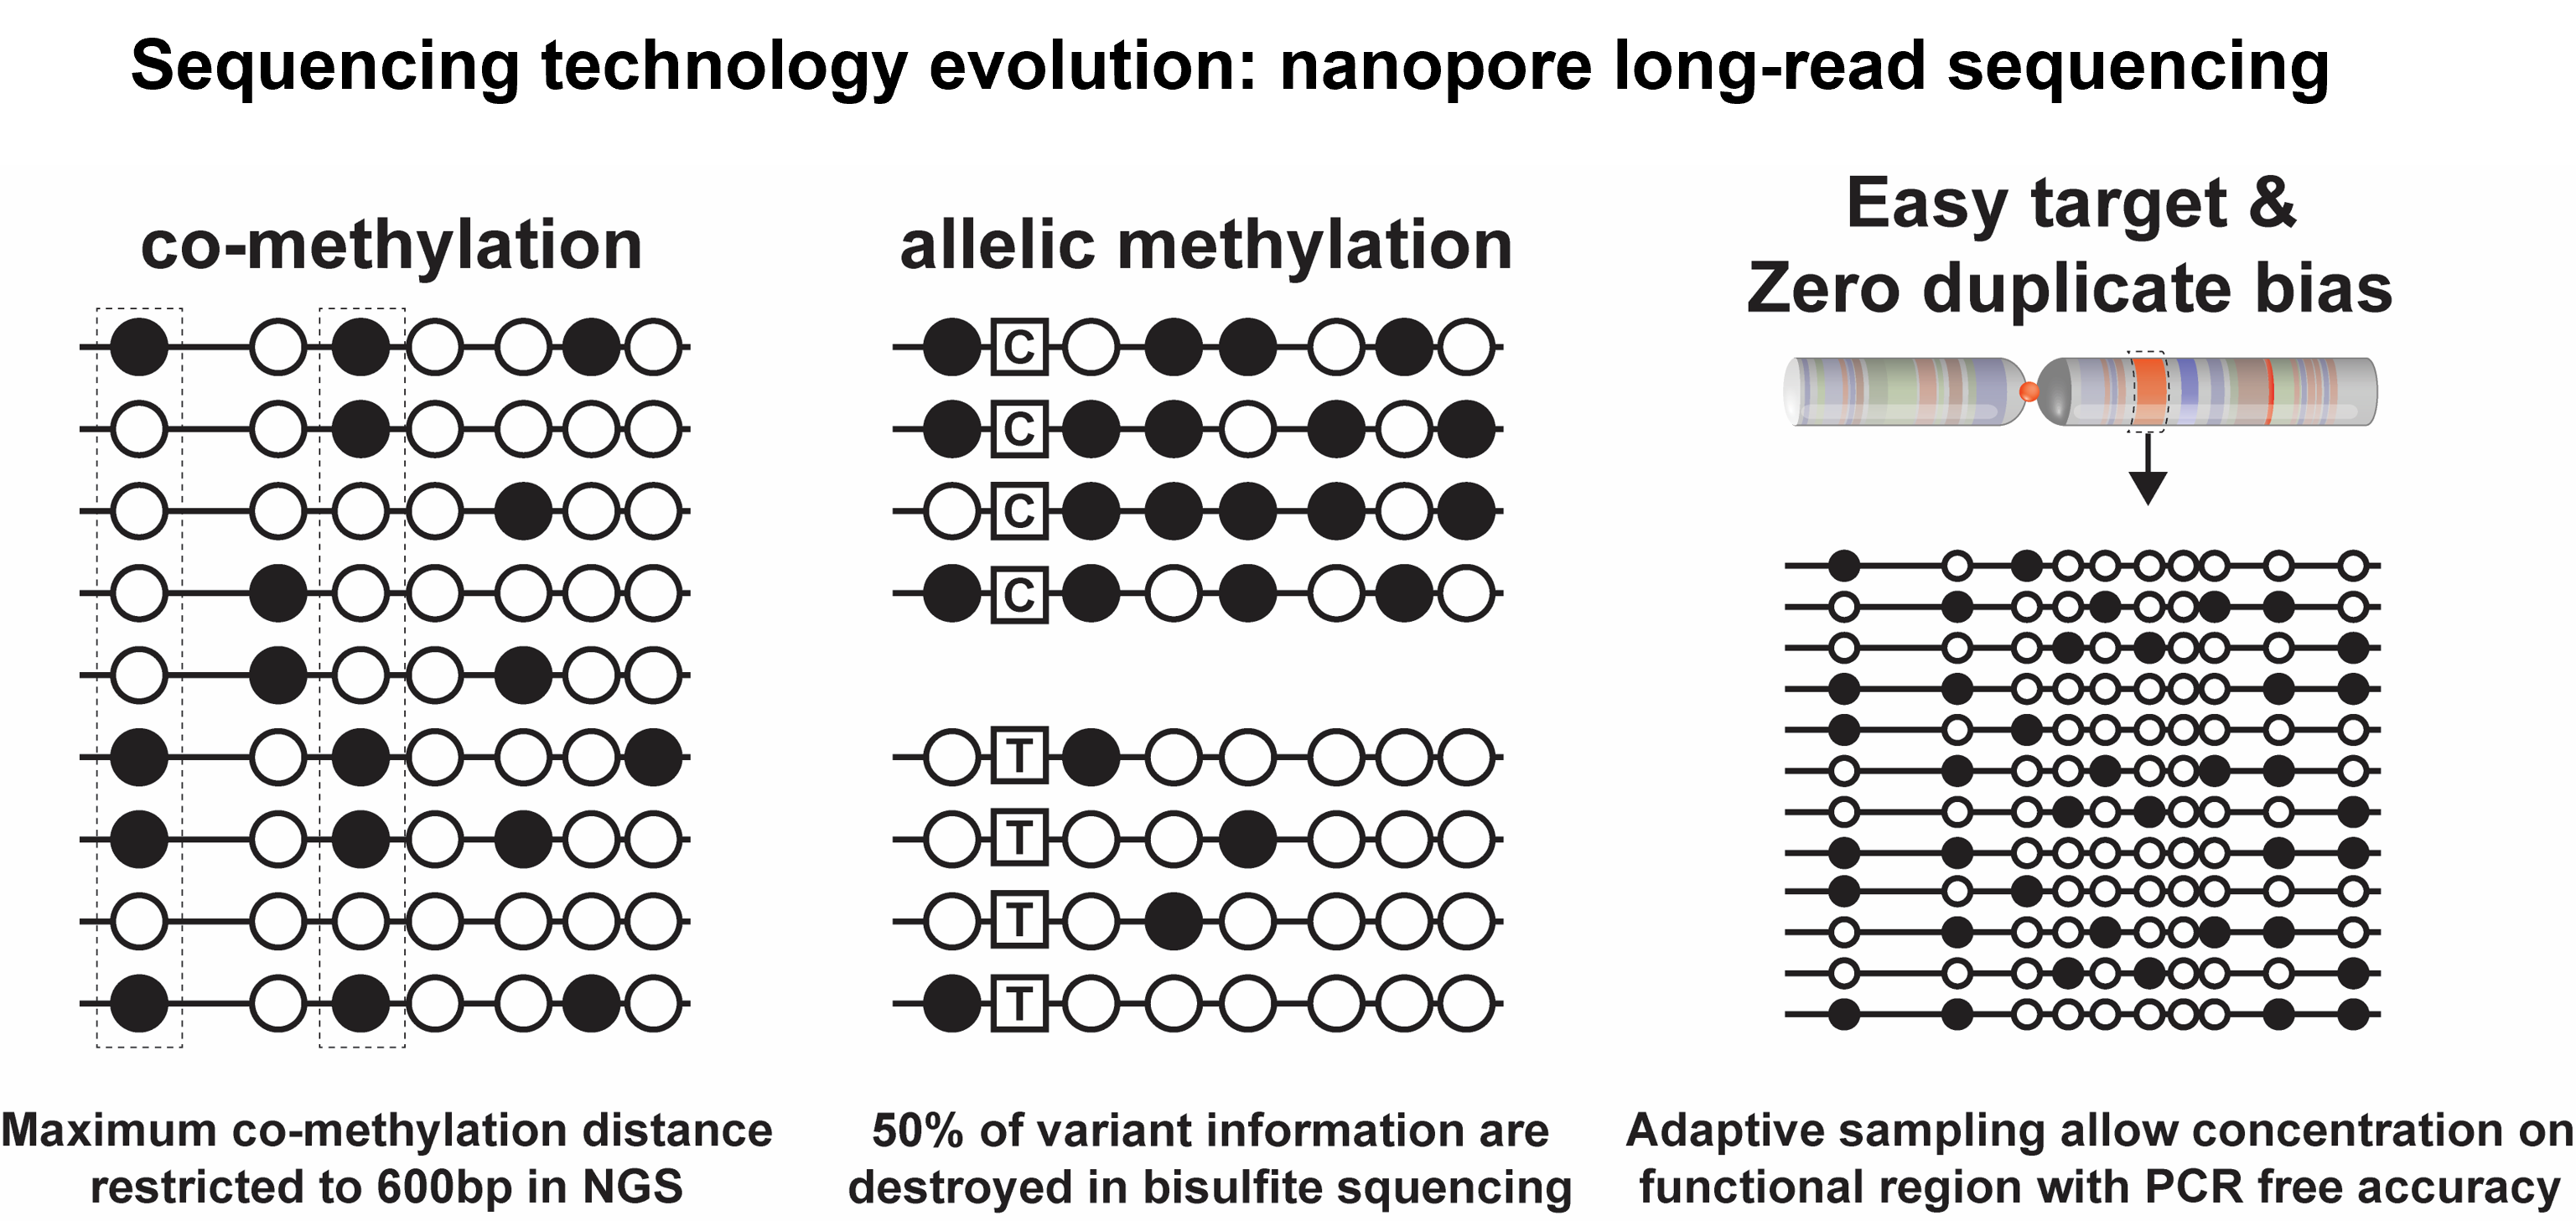 Sequencing technology evolution: nanopore long-read sequencing
co-methylation
allelic methylation
Easy target &
Zero duplicate bias
C
C
C
C
T
T
T
T
Maximum co-methylation distance
restricted to 600bp in NGS
50% of variant information are
destroyed in bisulfite squencing
Adaptive sampling allow concentration on
functional region with PCR free accuracy